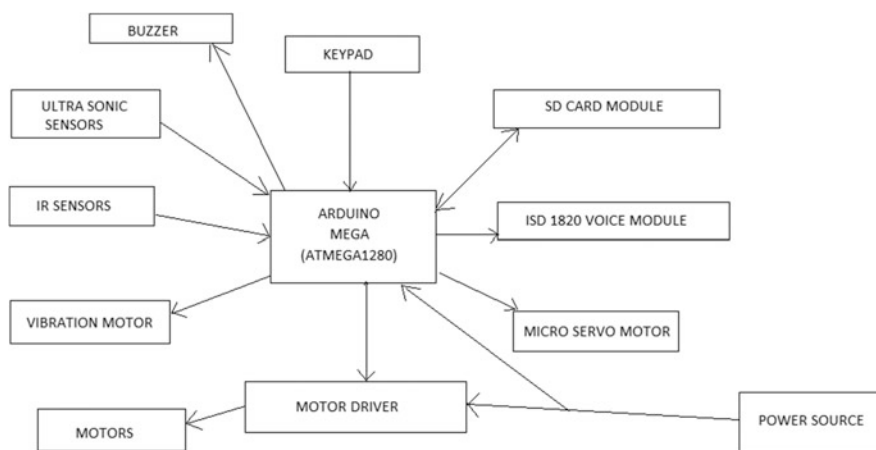 BUZZER
KEYPAD
ULTRA SONIC
SENSORS
SD CARD MODULE
IR SENSORS
ARDUINO
MEGA
(ATMEGA1280)
ISD 1820 VOICE MODULE
VIBRATION MOTOR
MICRO SERVO MOTOR
MOTOR DRIVER
MOTORS
POWER SOURCE